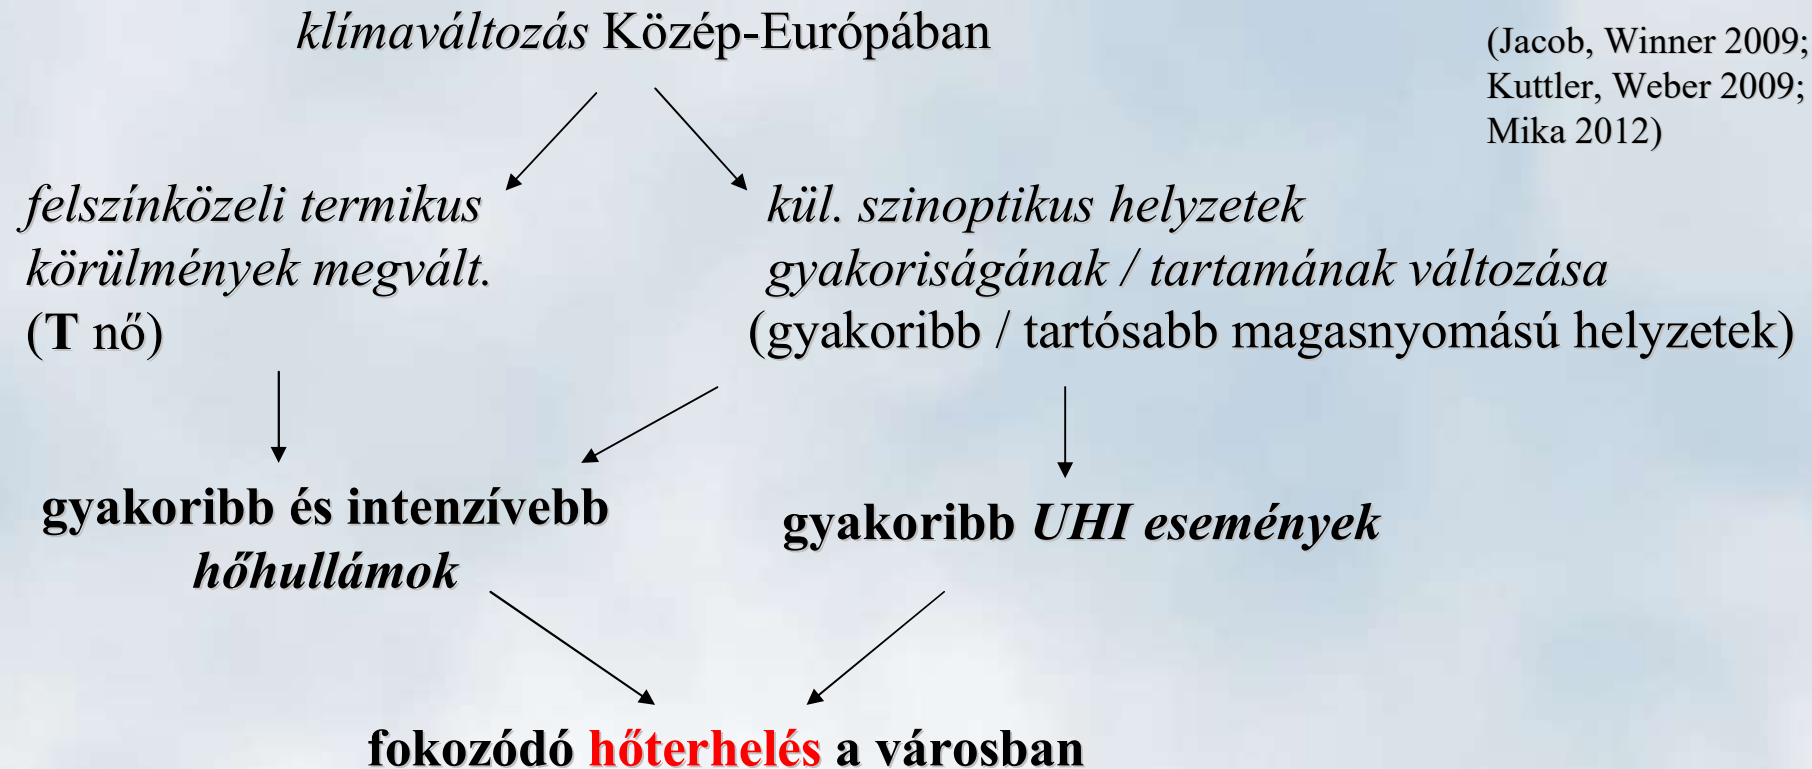 klímaváltozás Közép-Európában
(Jacob, Winner 2009;
Kuttler, Weber 2009;
Mika 2012)
felszínközeli termikus
körülmények megvált.
(T nő)
kül. szinoptikus helyzetek
gyakoriságának / tartamának változása
(gyakoribb / tartósabb magasnyomású helyzetek)
gyakoribb és intenzívebb
hőhullámok
gyakoribb UHI események
fokozódó hőterhelés a városban